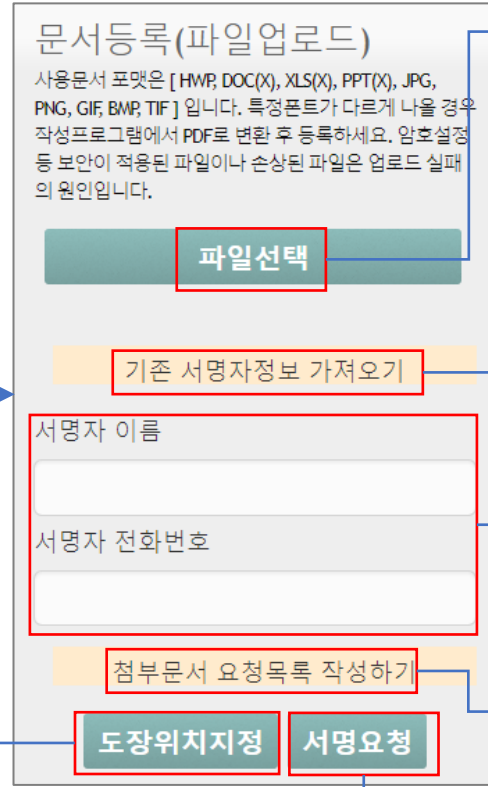 문서등록(파일업로드)
사용문서 포맷은 [ HWP, DOC(X), XLS(X), PPT(X), JPG,
PNG, GIF, BMP, TIF ] 입니다. 특정폰트가 다르게 나올 경우
작성프로그램에서 PDF로 변환 후 등록하세요. 암호설정
등 보안이 적용된 파일이나 손상된 파일은 업로드 실패
의 원인입니다.
파일선택
기존 서명자정보 가져오기
서명자 이름
서명자 전화번호
첨부문서 요청목록 작성하기
도장위치지정 서명요청